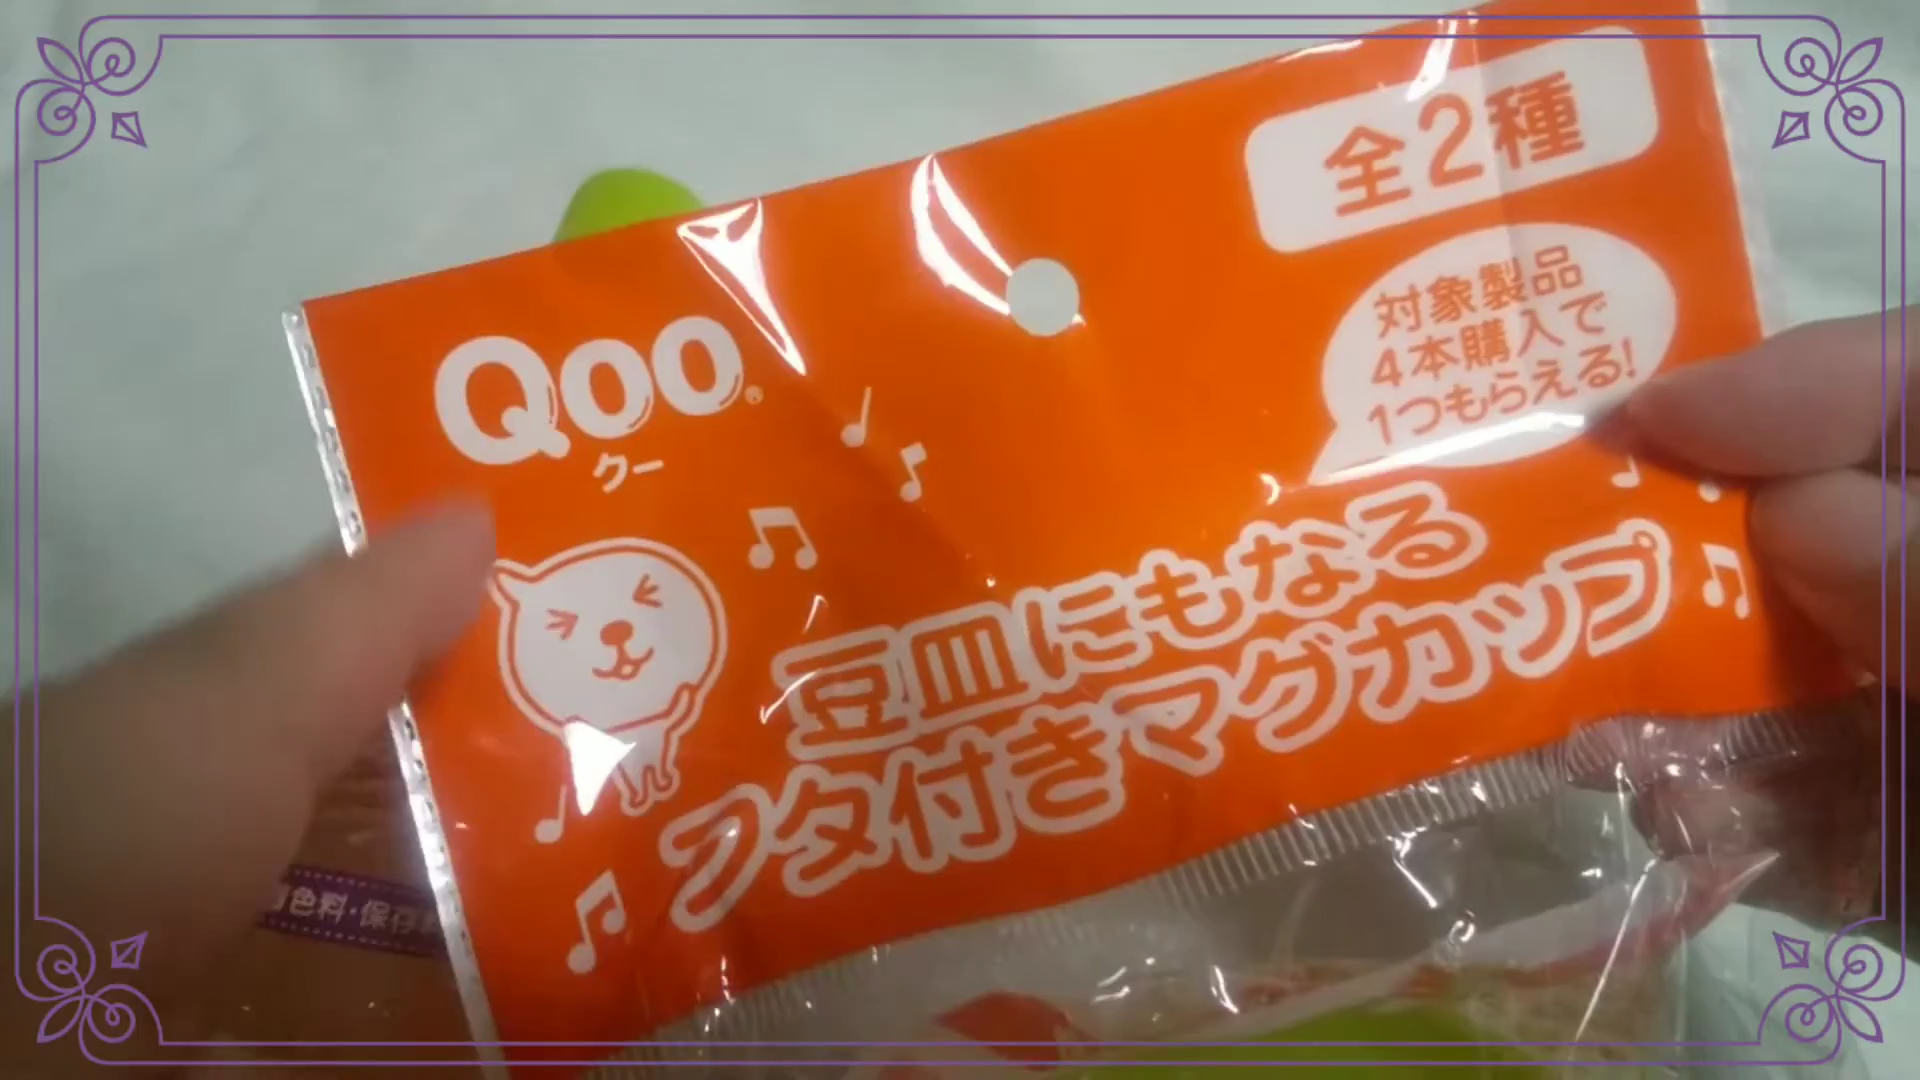 全2種
対象製品
4本購入で
1つもらえる!
Qoo®
クー
豆皿にもなる
フタ付きマグカップ
色料・保存